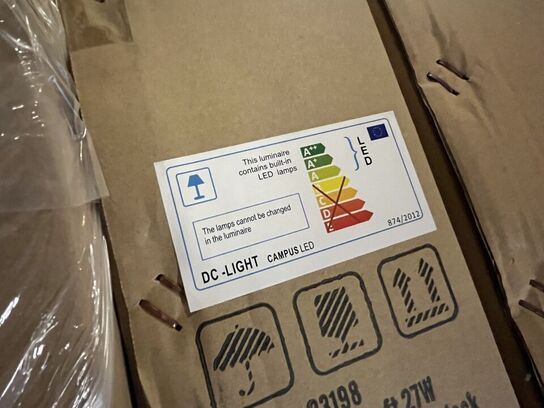 This luminaire
contains built-in
LED lamps
A++
A+
A
C
D
E
LED
The lamps cannot be changed
in the luminaire
874/2012
DC-LIGHT CAMPUS LED
23198
27W